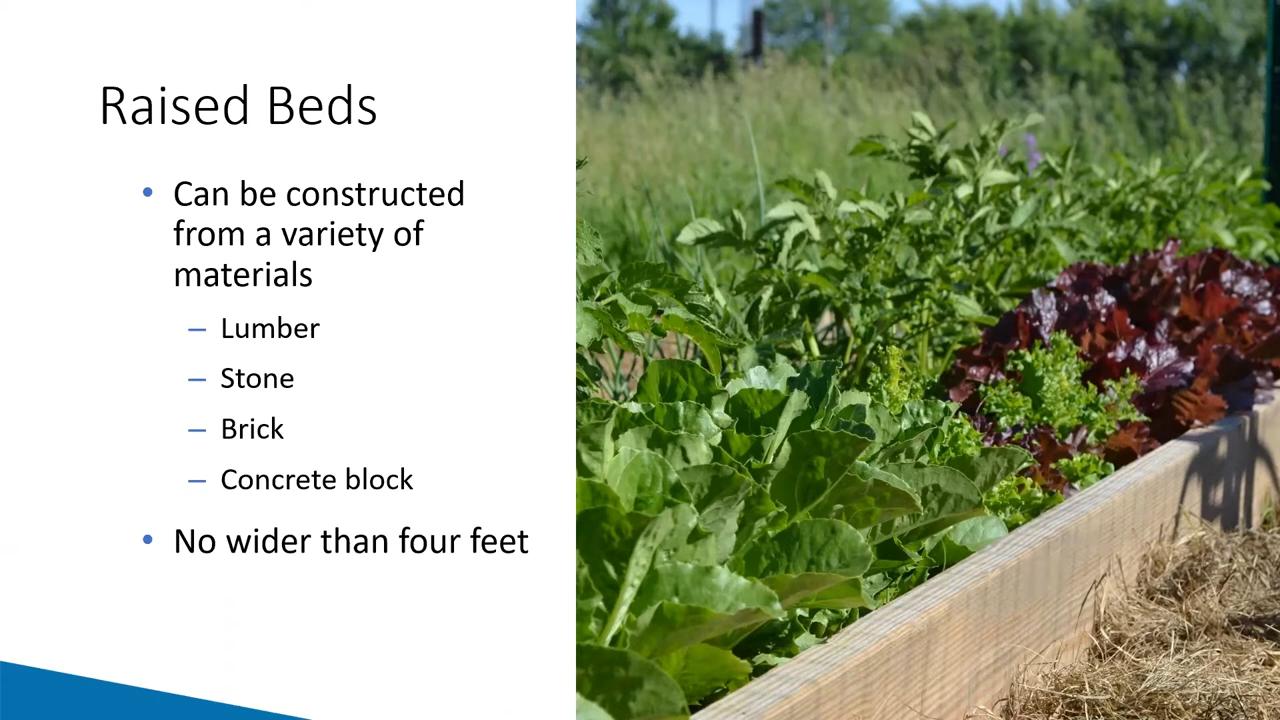 Raised Beds
• Can be constructed
from a variety of
materials
– Lumber
– Stone
– Brick
– Concrete block
• No wider than four feet